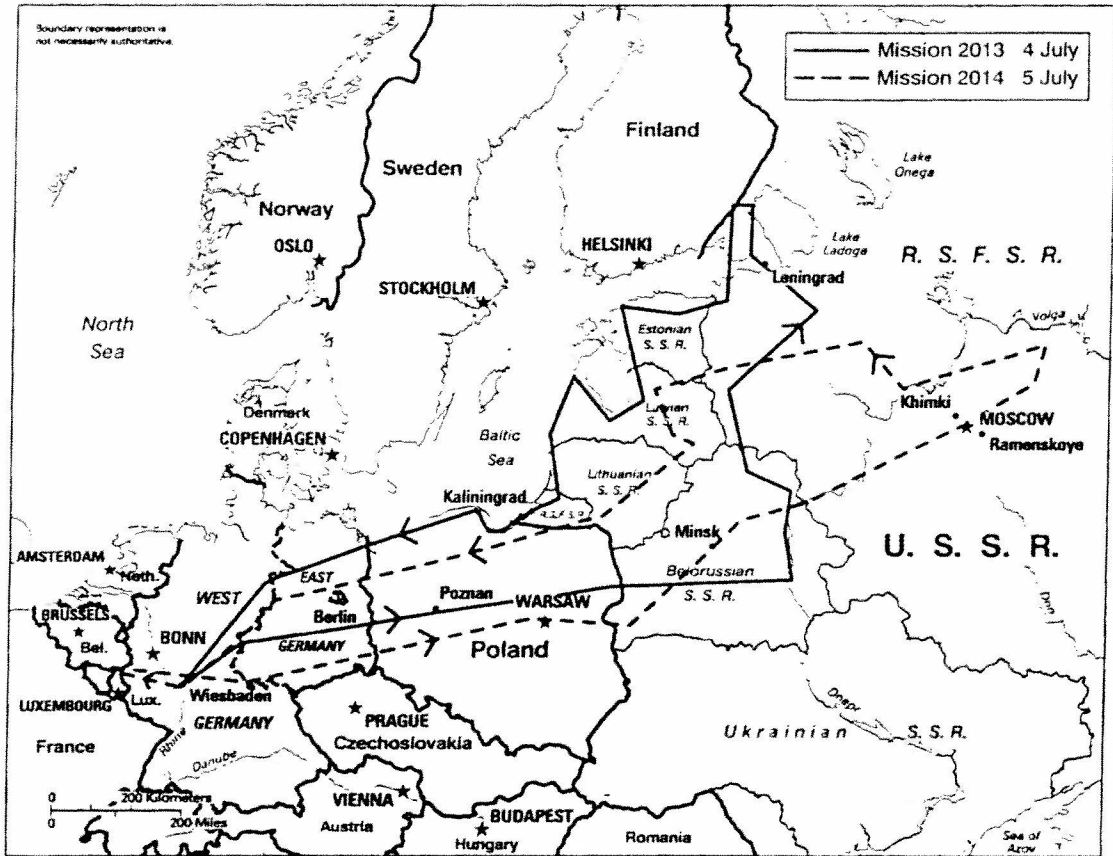 Boundary representation is
not necessarily authoritative.
Mission 2013 4 July
Mission 2014 5 July
Finland
Sweden
Lake
Onega
Norway
OSLO
HELSINKI
Lake
Ladoga
R. S. F. S. R.
Leningrad
STOCKHOLM
North
Sea
Estonian
S. S. R.
Volga
Denmark
COPENHAGEN
Baltic
Sea
Latvian
S. S. R.
Khimki
MOSCOW
Ramenskoye
Lithuanian
S. S. R.
Kaliningrad
R.S.F.S.R.
Minsk
U. S. S. R.
AMSTERDAM
Neth.
EAST
Belorussian
S. S. R.
WEST
Berlin
Poznan
WARSAW
BRUSSELS
Bel.
BONN
GERMANY
Poland
Don
LUXEMBOURG
Lux.
Wiesbaden
GERMANY
PRAGUE
Czechoslovakia
Dnepr
Ukrainian S. S. R.
France
Rhine
Danube
0 200 Kilometers
0 200 Miles
VIENNA
Austria
BUDAPEST
Hungary
Romania
Sea of
Azov